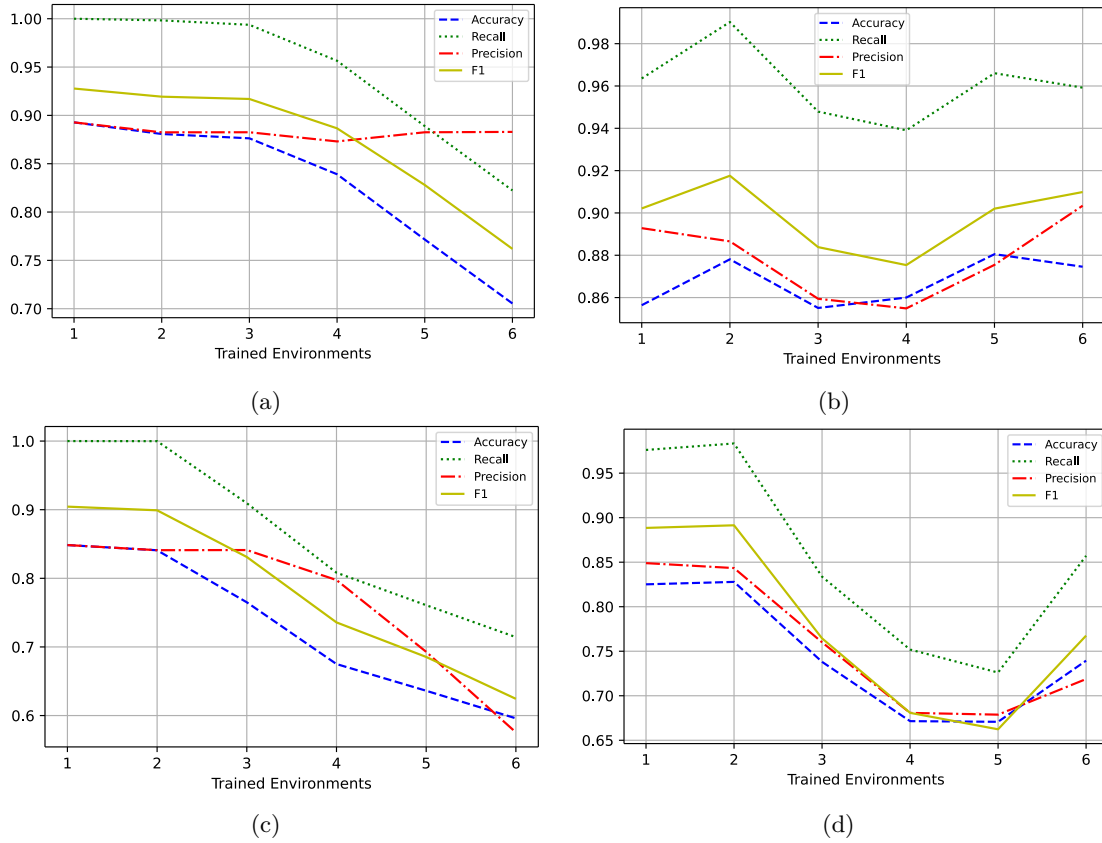 1.00
0.95
0.90
0.85
0.80
0.75
0.70
Accuracy
Recall
Precision
F1
1 2 3 4 5 6
Trained Environments
(a)
0.98
0.96
0.94
0.92
0.90
0.88
0.86
Accuracy
Recall
Precision
F1
1 2 3 4 5 6
Trained Environments
(b)
1.0
0.9
0.8
0.7
0.6
Accuracy
Recall
Precision
F1
1 2 3 4 5 6
Trained Environments
(c)
0.95
0.90
0.85
0.80
0.75
0.70
0.65
Accuracy
Recall
Precision
F1
1 2 3 4 5 6
Trained Environments
(d)